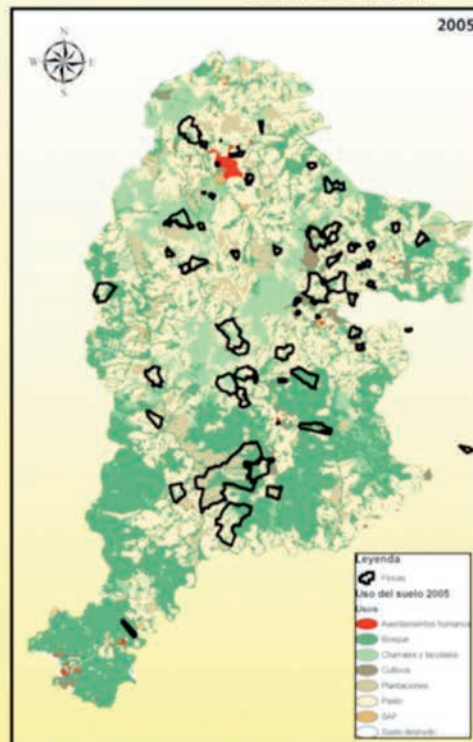 2005
N
W E
S
Leyenda
Fincas
Uso del suelo 2005
Usos
Asentamientos humanos
Bosque
Charrales y tacotales
Cultivos
Plantaciones
Pasto
SAF
Suelo desnudo